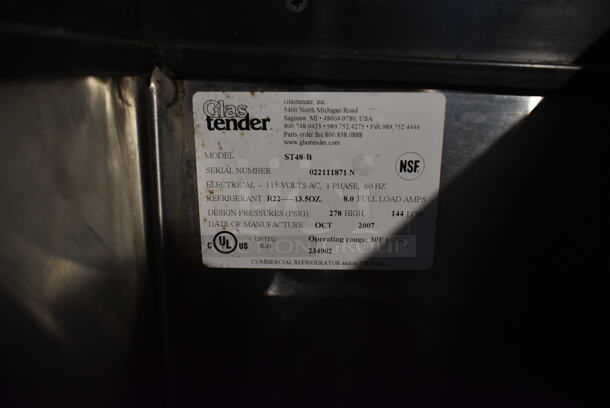 Glas tender
Glastender, Inc.
5400 North Michigan Road
Saginaw, MI • 48604-9780, USA
800.748.0423 • 989.752.4275 • Fax 989.752.4444
Parts order fax 800.838.0888
www.glastender.com
MODEL ST48-B
SERIAL NUMBER 022111871 N
NSF
ELECTRICAL - 115 VOLTS AC, 1 PHASE, 60 HZ
REFRIGERANT R22----13.5OZ. 8.0 FULL LOAD AMPS
DESIGN PRESSURES (PSIG): 278 HIGH, 144 LOW
DATE OF MANUFACTURE OCT 2007
C UL US LISTED Operating range: 30F
234902
COMMERCIAL REFRIGERATOR
GROUP